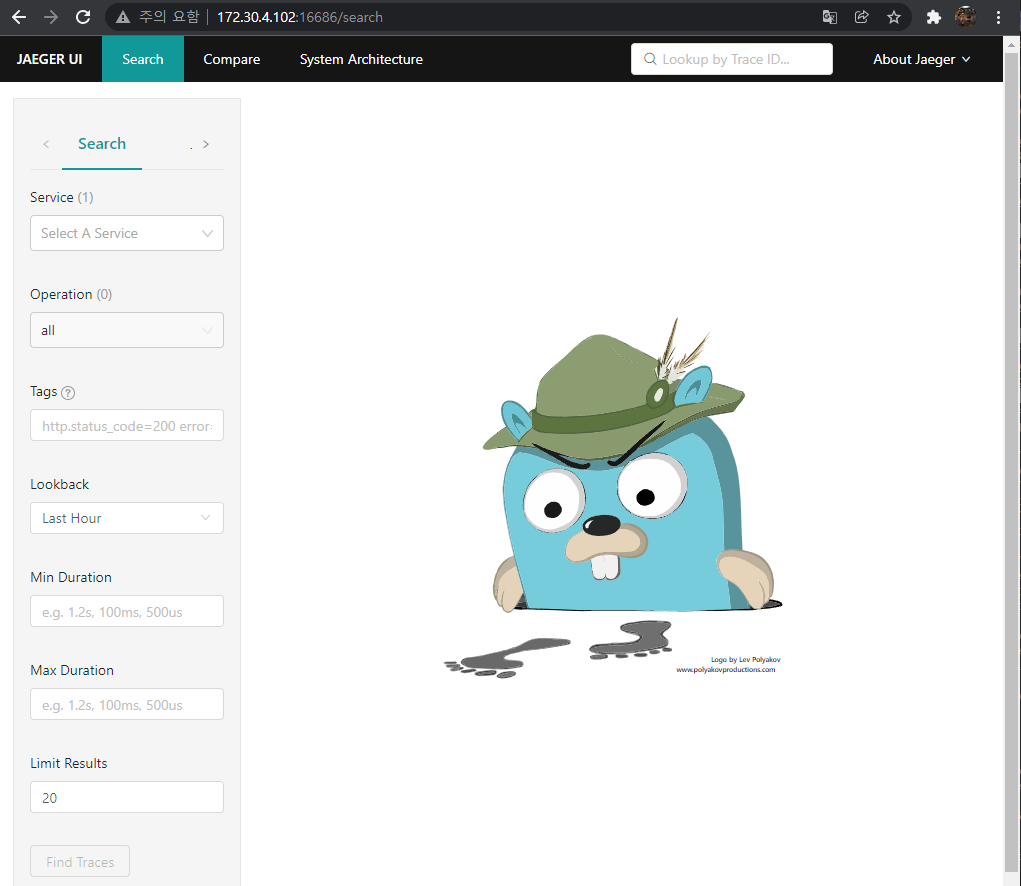 주의 요함 172.30.4.102:16686/search
JAEGER UI Search Compare System Architecture Lookup by Trace ID... About Jaeger
Search .
Service (1)
Select A Service
Operation (0)
all
Tags ?
http.status_code=200 error:
Lookback
Last Hour
Min Duration
e.g. 1.2s, 100ms, 500us
Max Duration
e.g. 1.2s, 100ms, 500us
Limit Results
20
Find Traces
Logo by Lev Polyakov
www.polyakovproductions.com